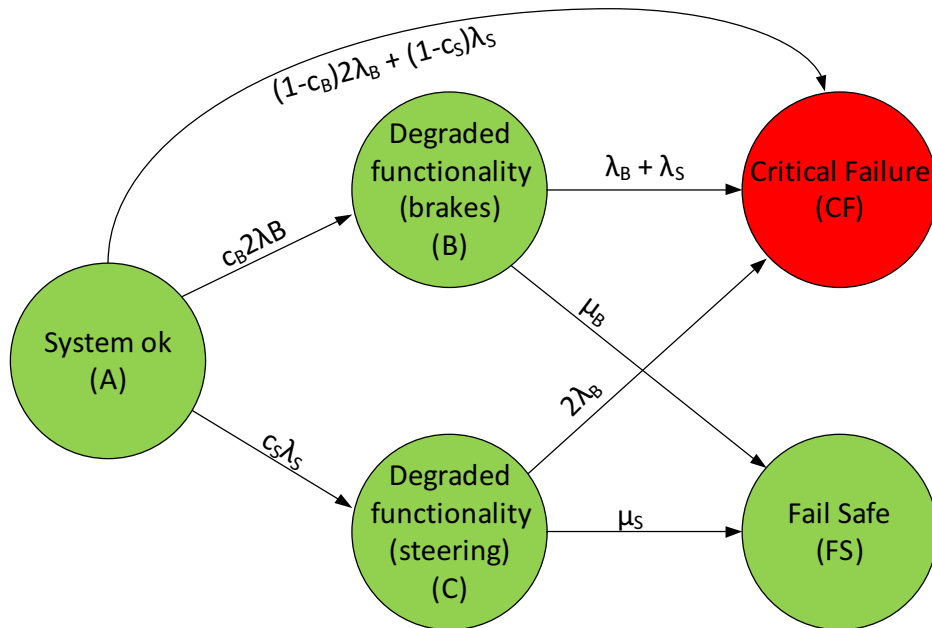 (1-c_B)2λ_B + (1-c_S)λ_S
Degraded
functionality
(brakes)
(B)
λ_B + λ_S
Critical Failure
(CF)
c_B2λB
μ_B
System ok
(A)
2λ_B
c_Sλ_S
Degraded
functionality
(steering)
(C)
μ_S
Fail Safe
(FS)